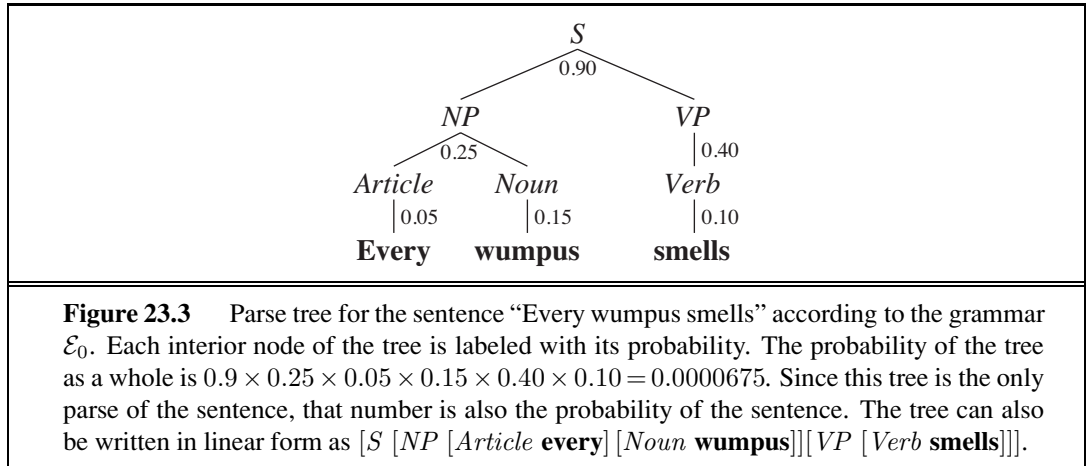 S
0.90
NP VP
0.25 0.40
Article Noun Verb
0.05 0.15 0.10
Every wumpus smells
Figure 23.3 Parse tree for the sentence “Every wumpus smells” according to the grammar
ℰ₀. Each interior node of the tree is labeled with its probability. The probability of the tree
as a whole is 0.9 × 0.25 × 0.05 × 0.15 × 0.40 × 0.10 = 0.0000675. Since this tree is the only
parse of the sentence, that number is also the probability of the sentence. The tree can also
be written in linear form as [S [NP [Article every] [Noun wumpus]][VP [Verb smells]]].